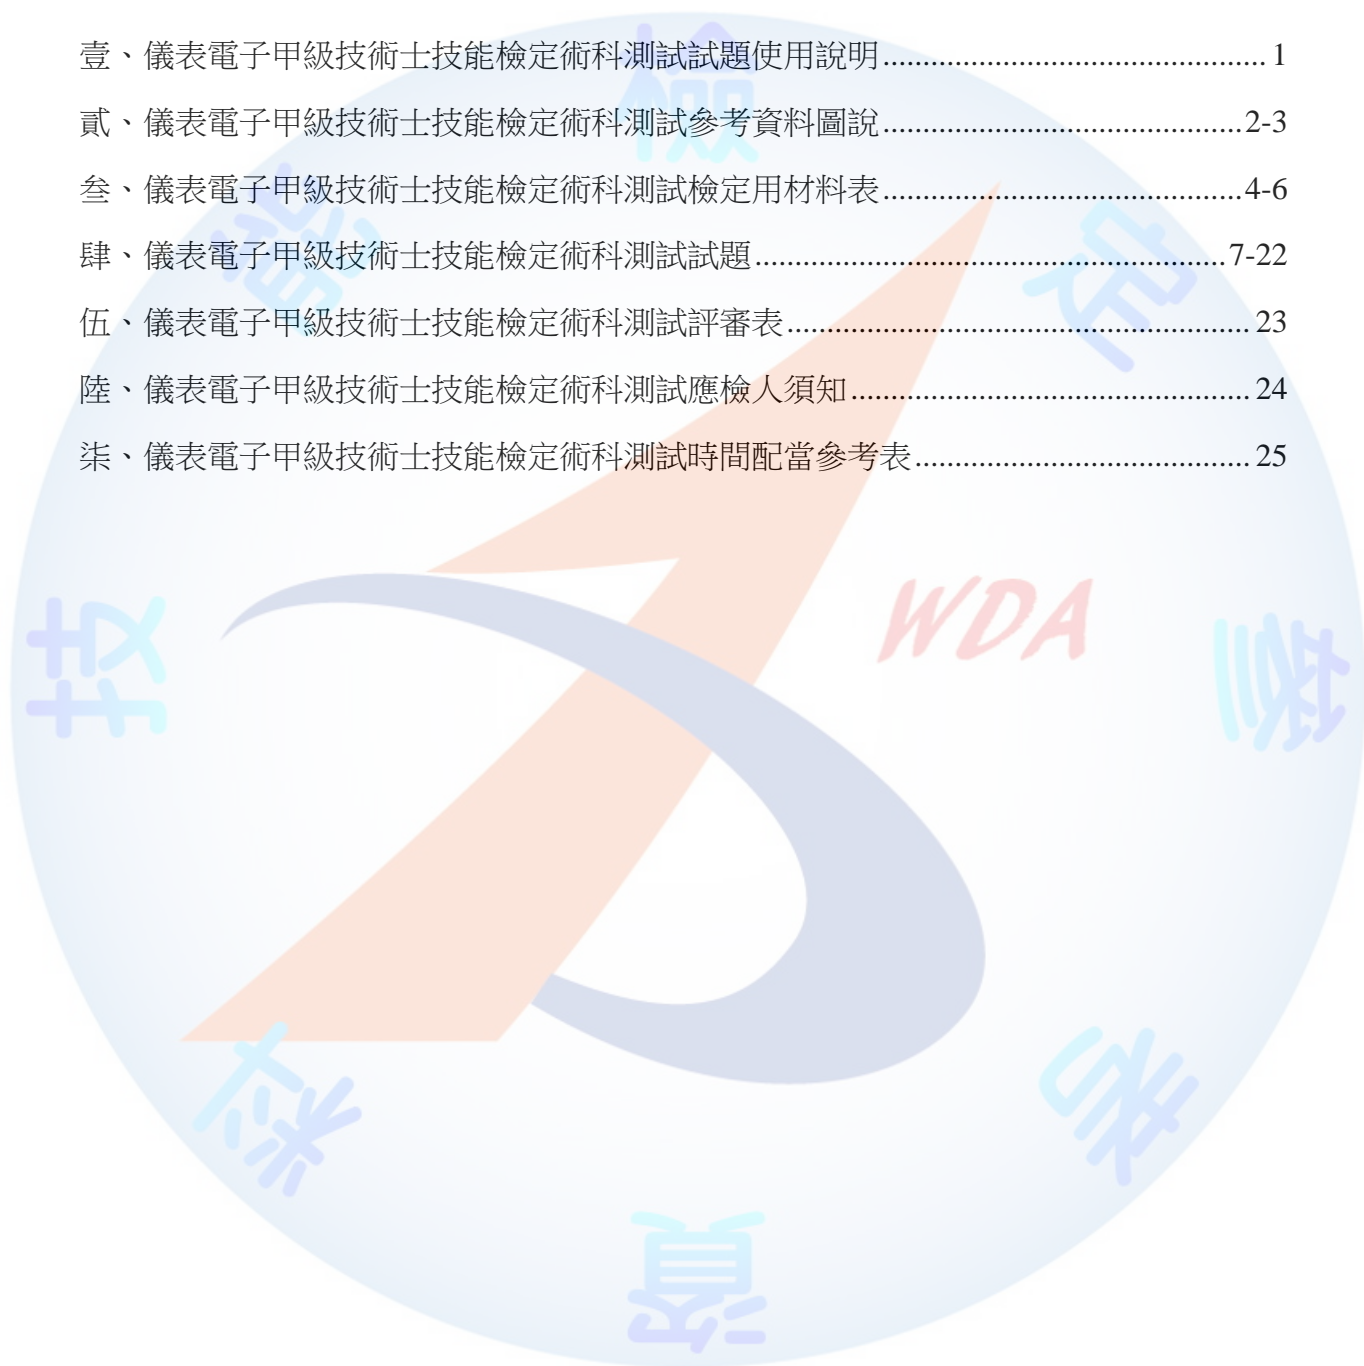 壹、儀表電子甲級技術士技能檢定術科測試試題使用說明................................................ 1
貳、儀表電子甲級技術士技能檢定術科測試參考資料圖說.............................................2-3
叁、儀表電子甲級技術士技能檢定術科測試檢定用材料表.............................................4-6
肆、儀表電子甲級技術士技能檢定術科測試試題...........................................................7-22
伍、儀表電子甲級技術士技能檢定術科測試評審表.......................................................... 23
陸、儀表電子甲級技術士技能檢定術科測試應檢人須知.................................................. 24
柒、儀表電子甲級技術士技能檢定術科測試時間配當參考表.......................................... 25
技能檢定
WDA
參考資料